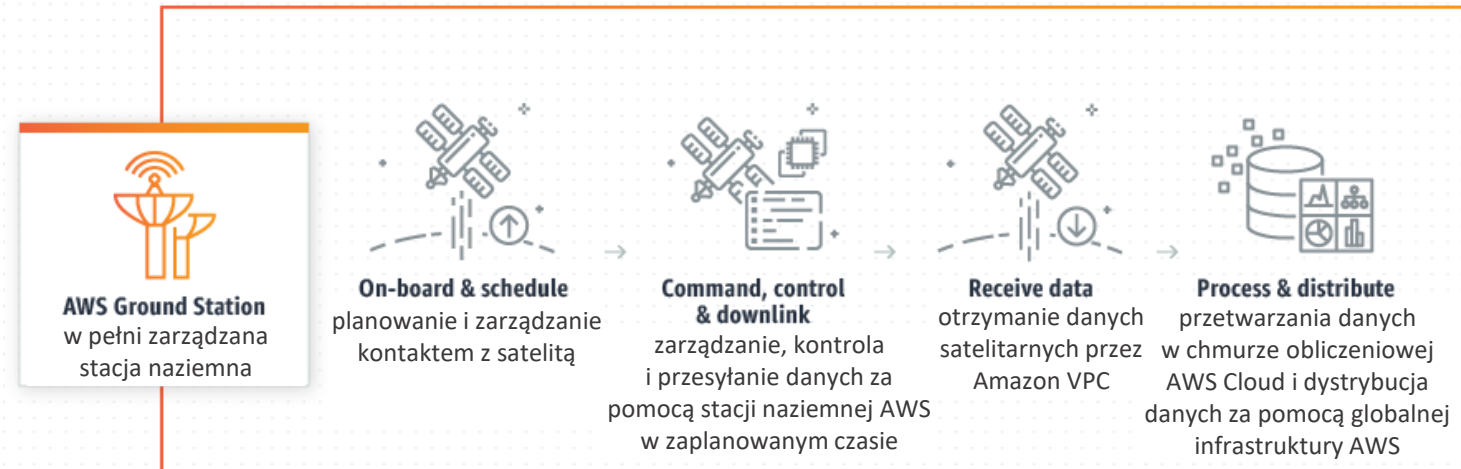 AWS Ground Station
w pełni zarządzana
stacja naziemna
On-board & schedule
planowanie i zarządzanie
kontaktem z satelitą
Command, control
& downlink
zarządzanie, kontrola
i przesyłanie danych za
pomocą stacji naziemnej AWS
w zaplanowanym czasie
Receive data
otrzymanie danych
satelitarnych przez
Amazon VPC
Process & distribute
przetwarzania danych
w chmurze obliczeniowej
AWS Cloud i dystrybucja
danych za pomocą globalnej
infrastruktury AWS